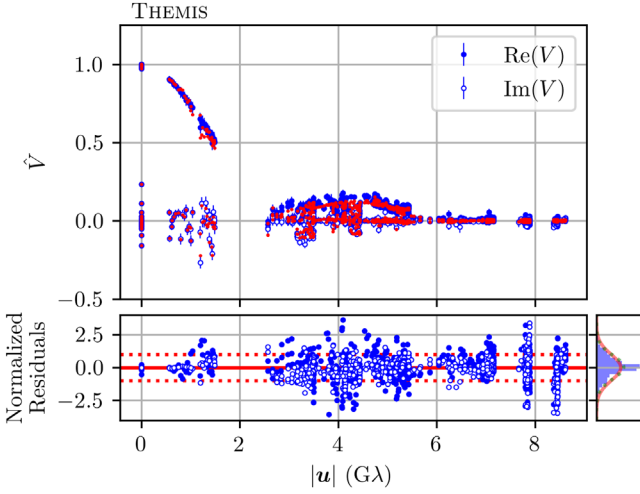 THEMIS
1.0
0.5
0.0
−0.5
V̂
Re(V)
Im(V)
2.5
0.0
−2.5
Normalized
Residuals
0
2
4
6
8
|u| (Gλ)